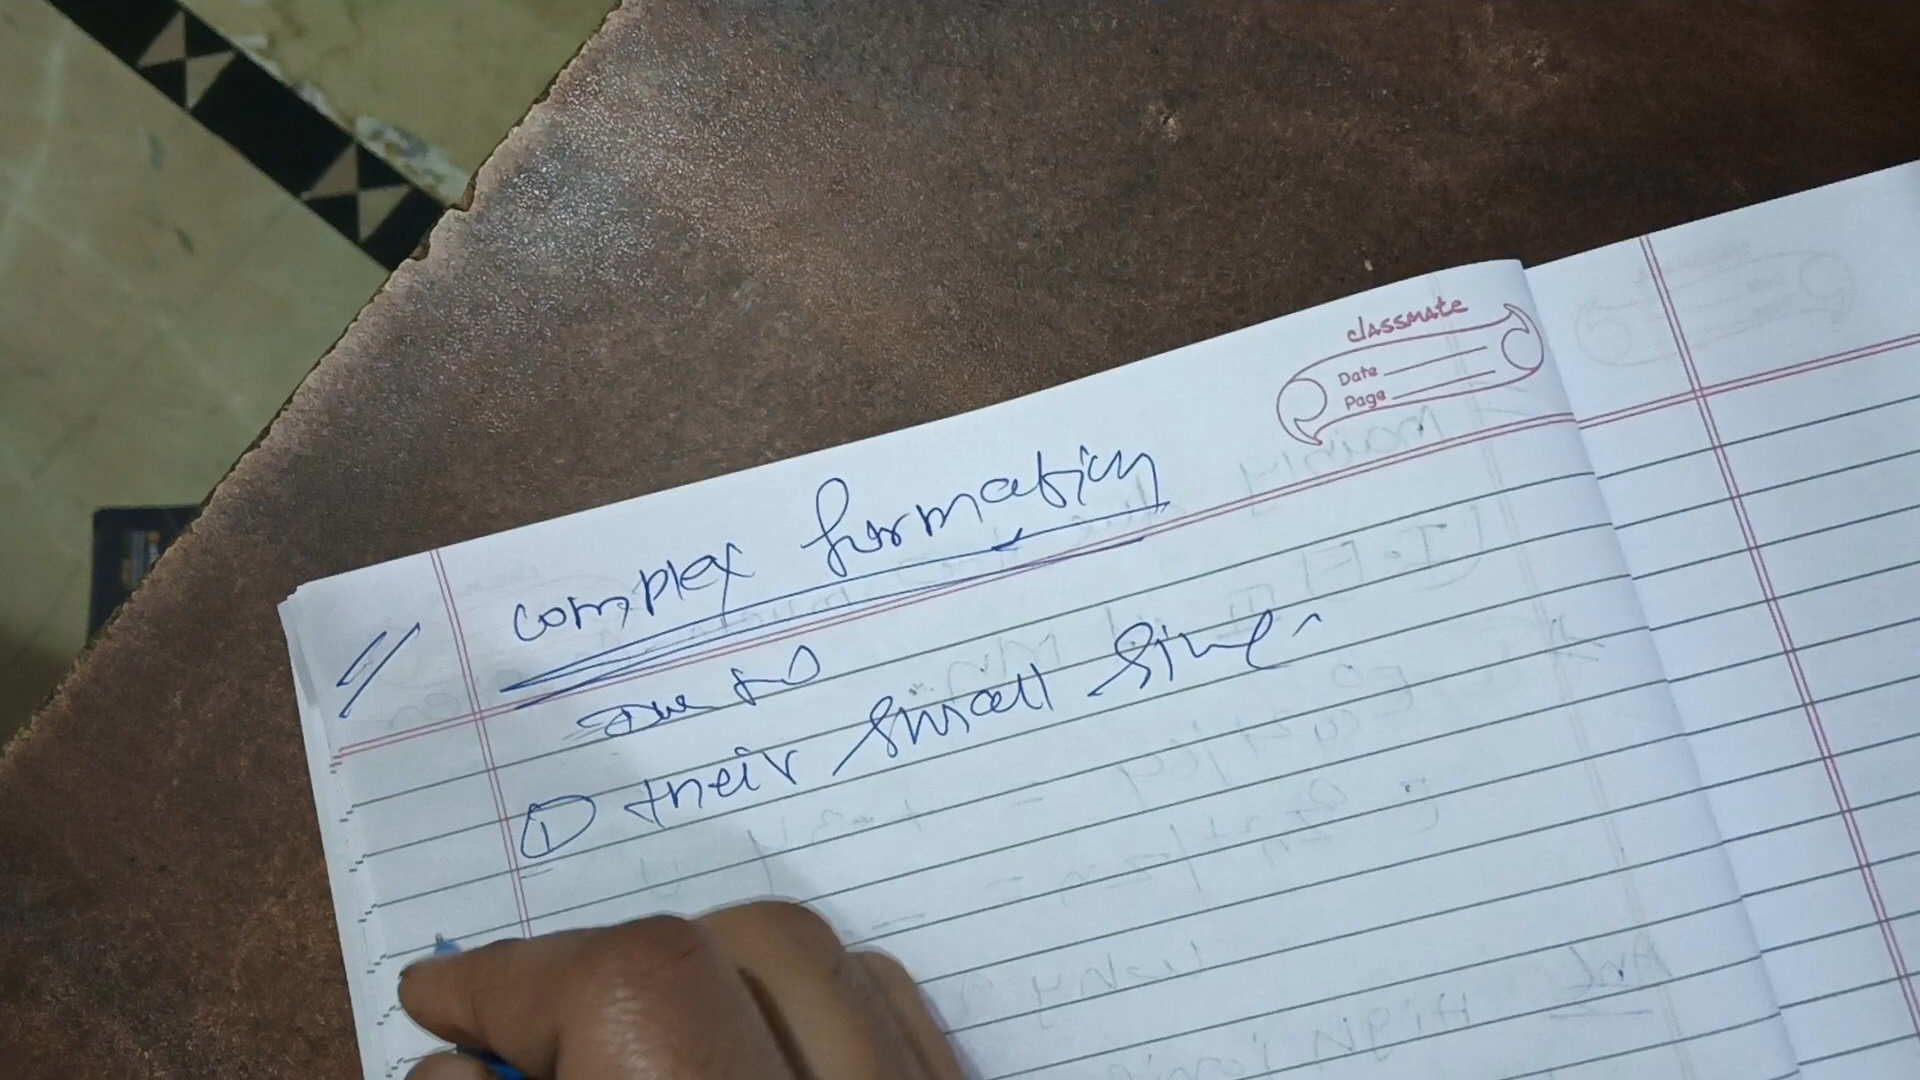 classmate
Date
Page
complex formation
Due to
① their small size